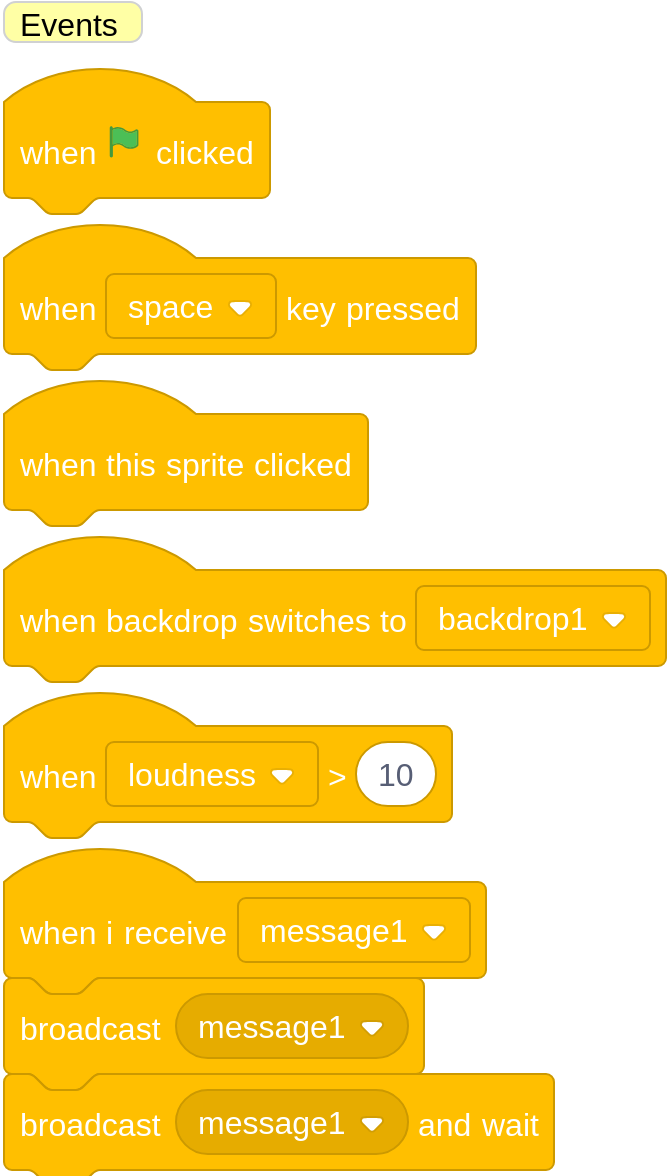 Events
when clicked
when space key pressed
when this sprite clicked
when backdrop switches to backdrop1
when loudness > 10
when i receive message1
broadcast message1
broadcast message1 and wait